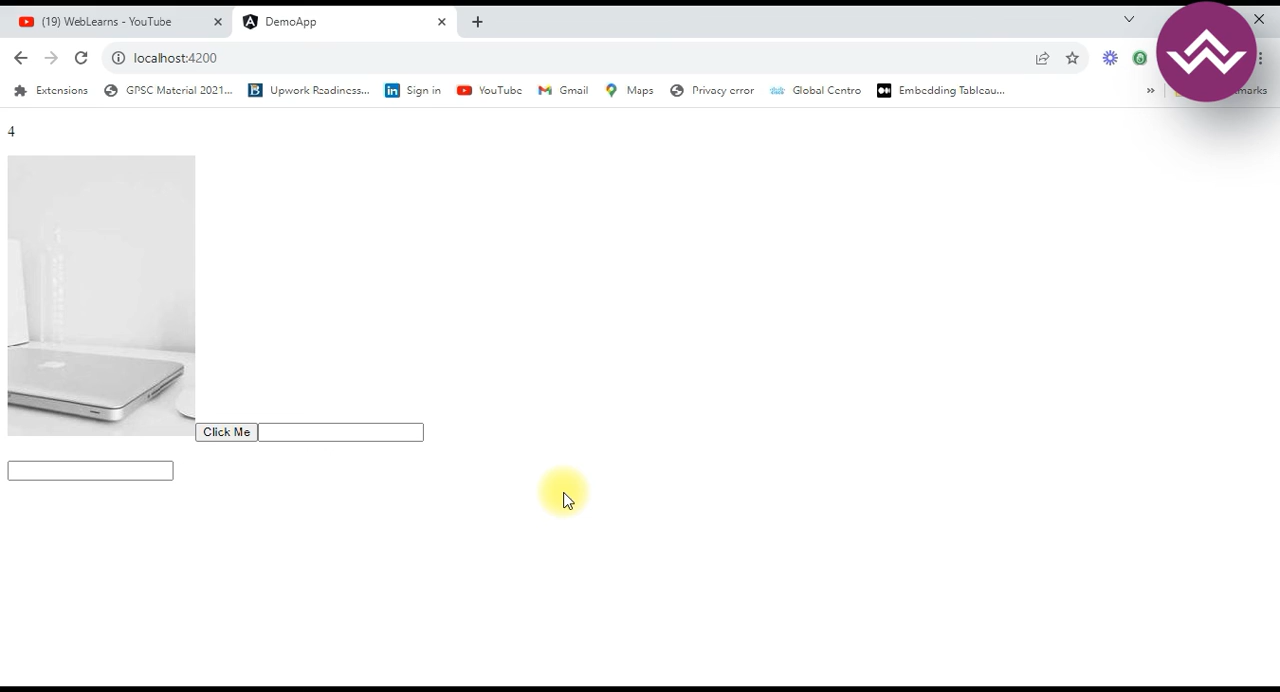 (19) WebLearns - YouTube
DemoApp
localhost:4200
Extensions
GPSC Material 2021...
Upwork Readiness...
Sign in
YouTube
Gmail
Maps
Privacy error
Global Centro
Embedding Tableau...
»
4
Click Me